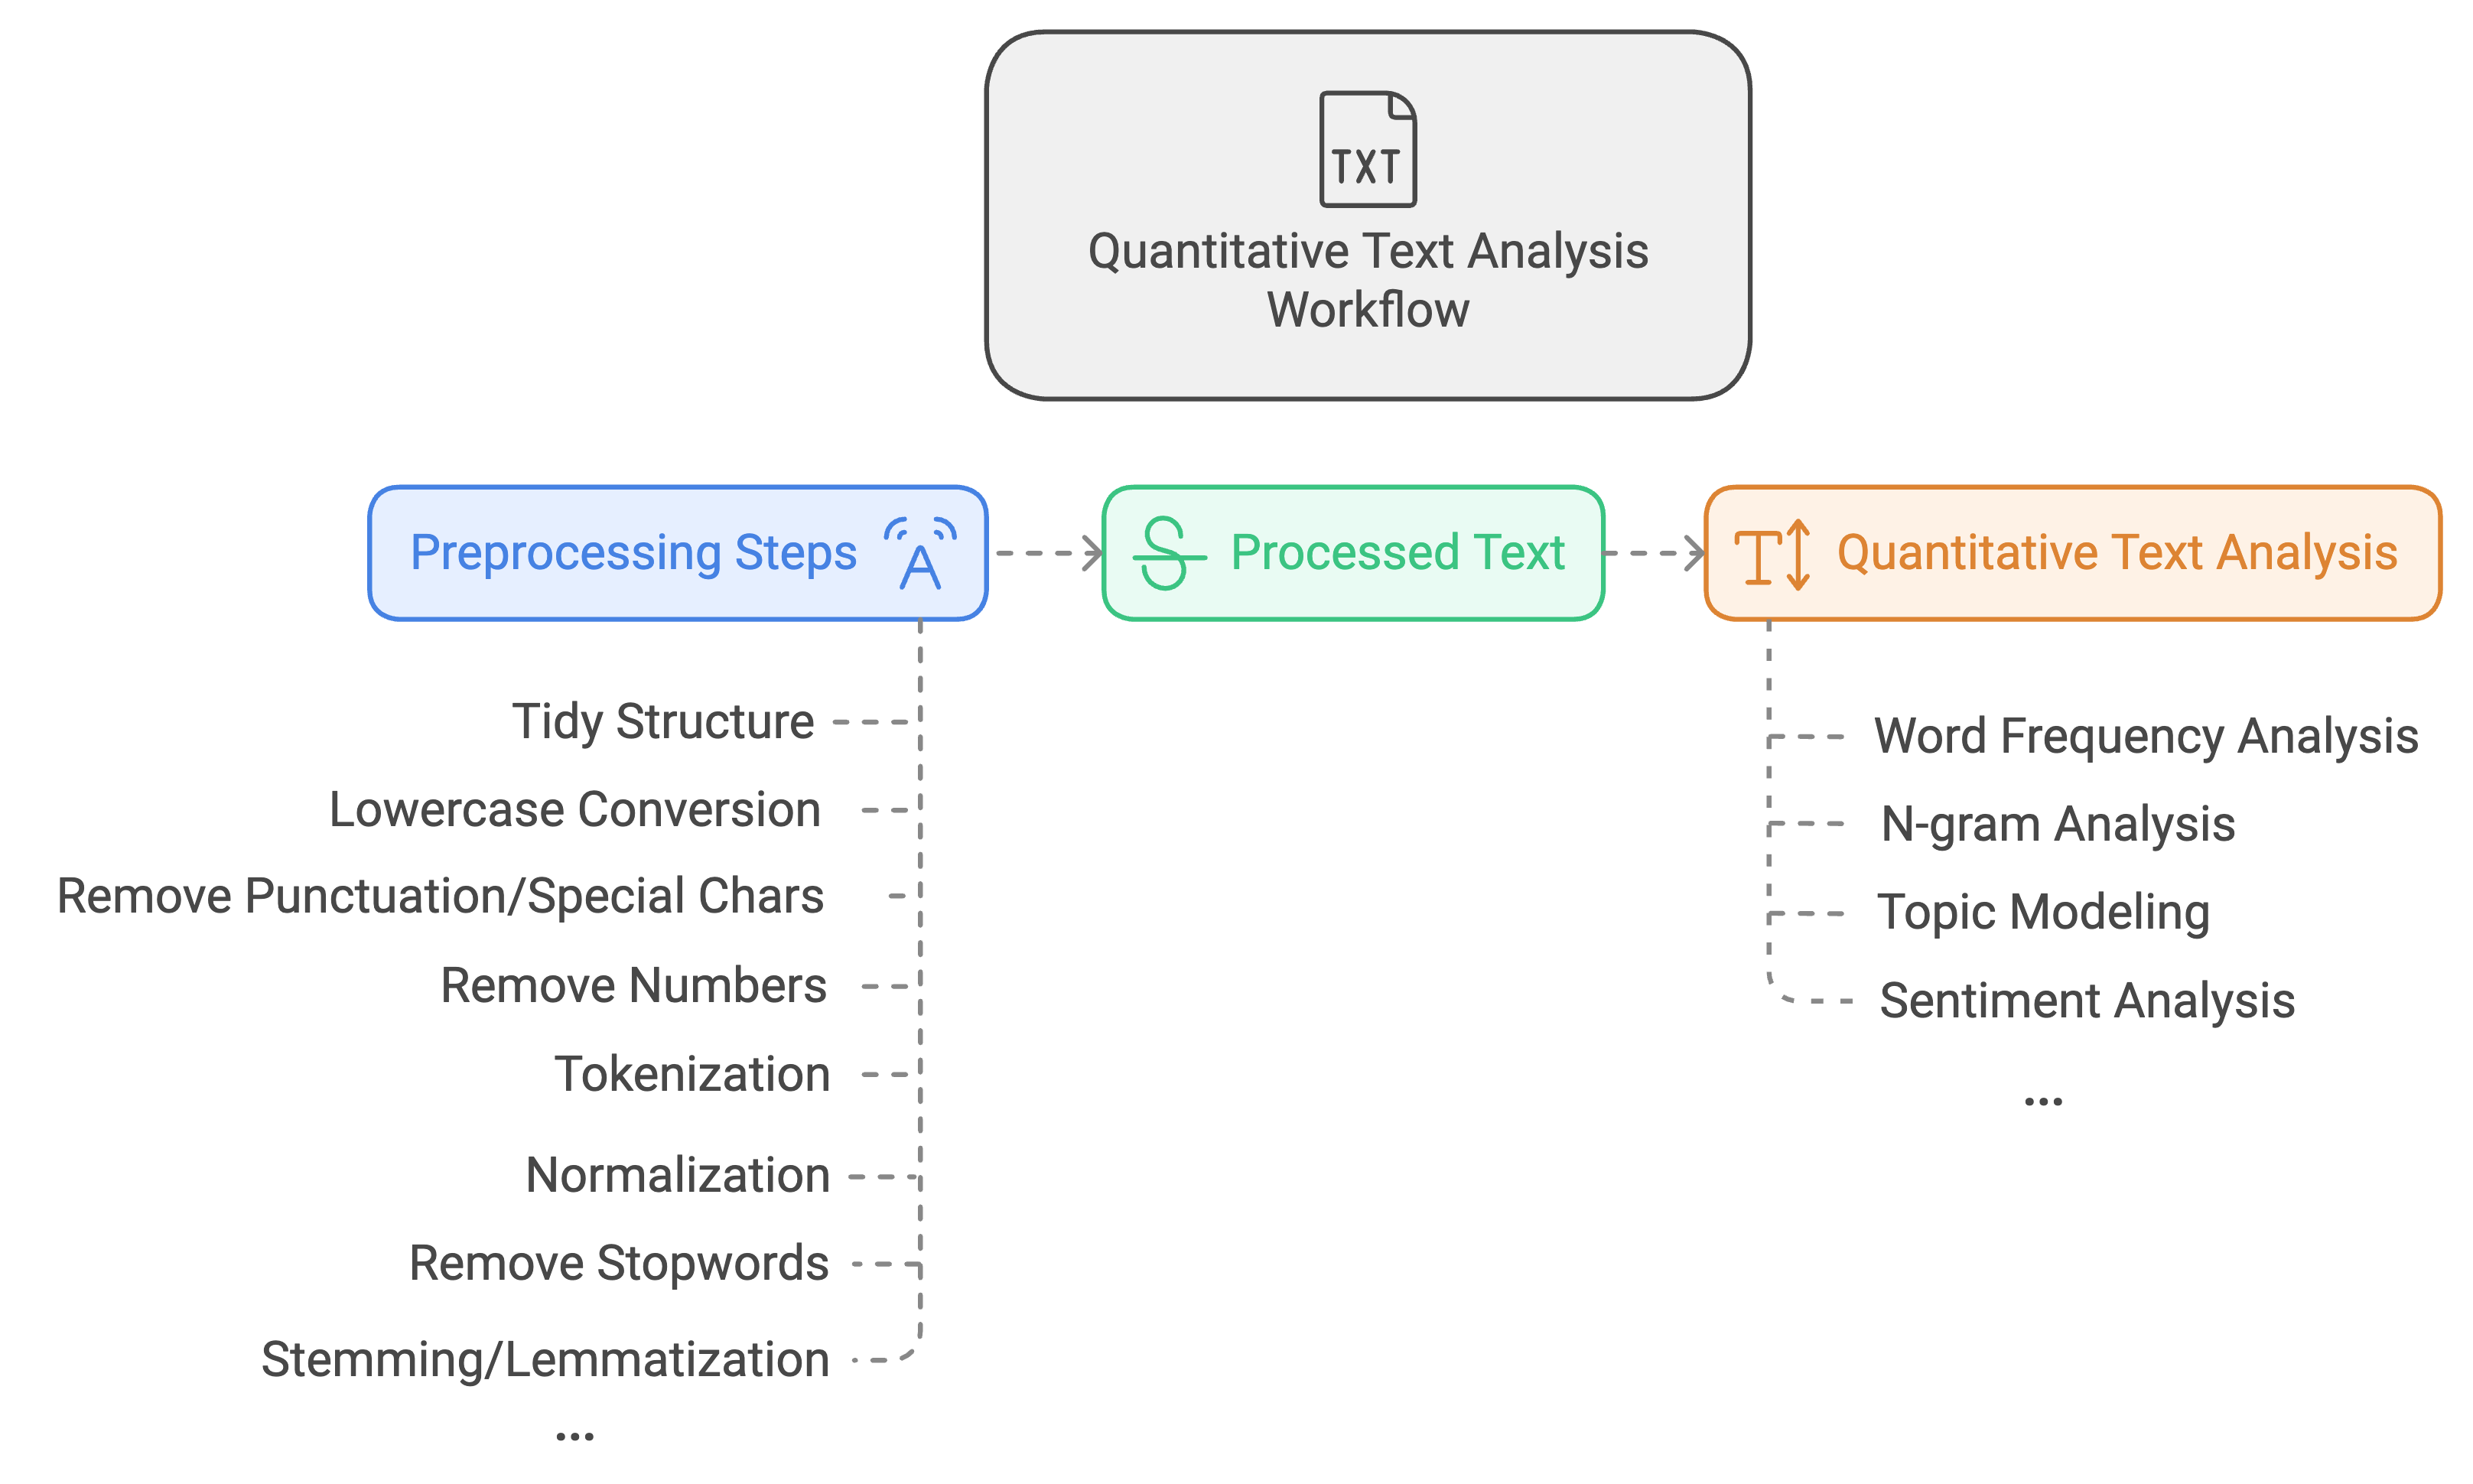 TXT
Quantitative Text Analysis
Workflow
Preprocessing Steps
Processed Text
Quantitative Text Analysis
Tidy Structure
Lowercase Conversion
Remove Punctuation/Special Chars
Remove Numbers
Tokenization
Normalization
Remove Stopwords
Stemming/Lemmatization
...
Word Frequency Analysis
N-gram Analysis
Topic Modeling
Sentiment Analysis
...